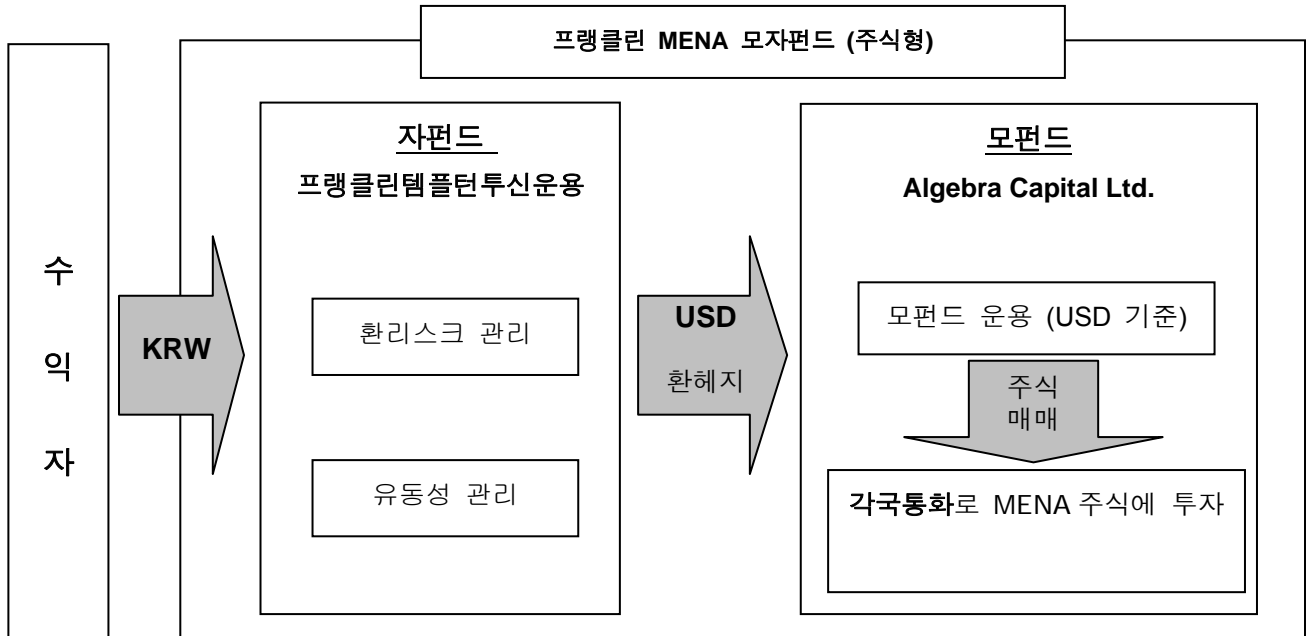 프랭클린 MENA 모자펀드 (주식형)
수
익
자
KRW
자펀드
프랭클린템플턴투신운용
환리스크 관리
유동성 관리
USD
환헤지
모펀드
Algebra Capital Ltd.
모펀드 운용 (USD 기준)
주식
매매
각국통화로 MENA 주식에 투자